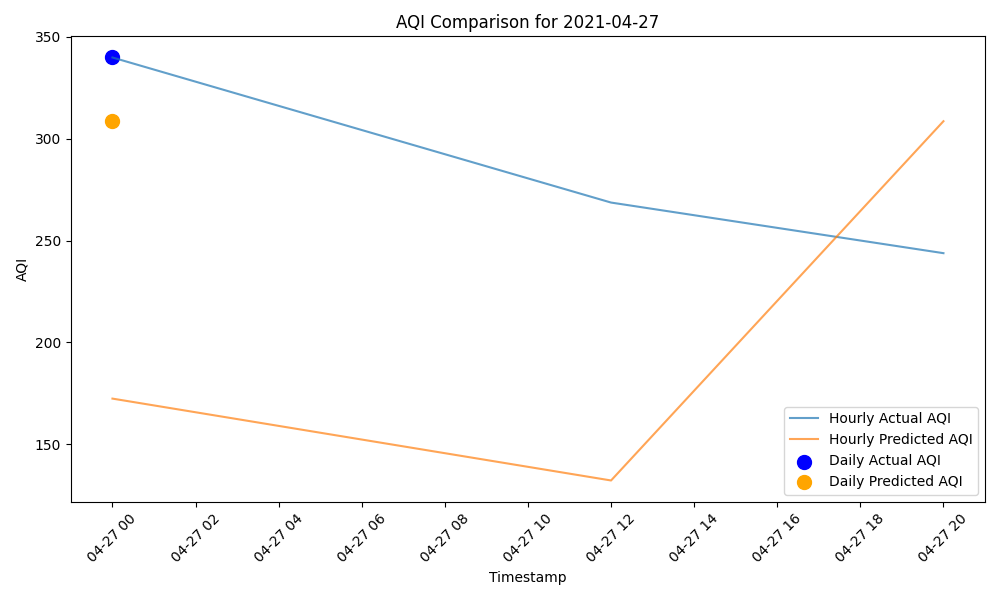 AQI Comparison for 2021-04-27
350
300
250
200
150
AQI
04-27 00
04-27 02
04-27 04
04-27 06
04-27 08
04-27 10
04-27 12
04-27 14
04-27 16
04-27 18
04-27 20
Timestamp
Hourly Actual AQI
Hourly Predicted AQI
Daily Actual AQI
Daily Predicted AQI